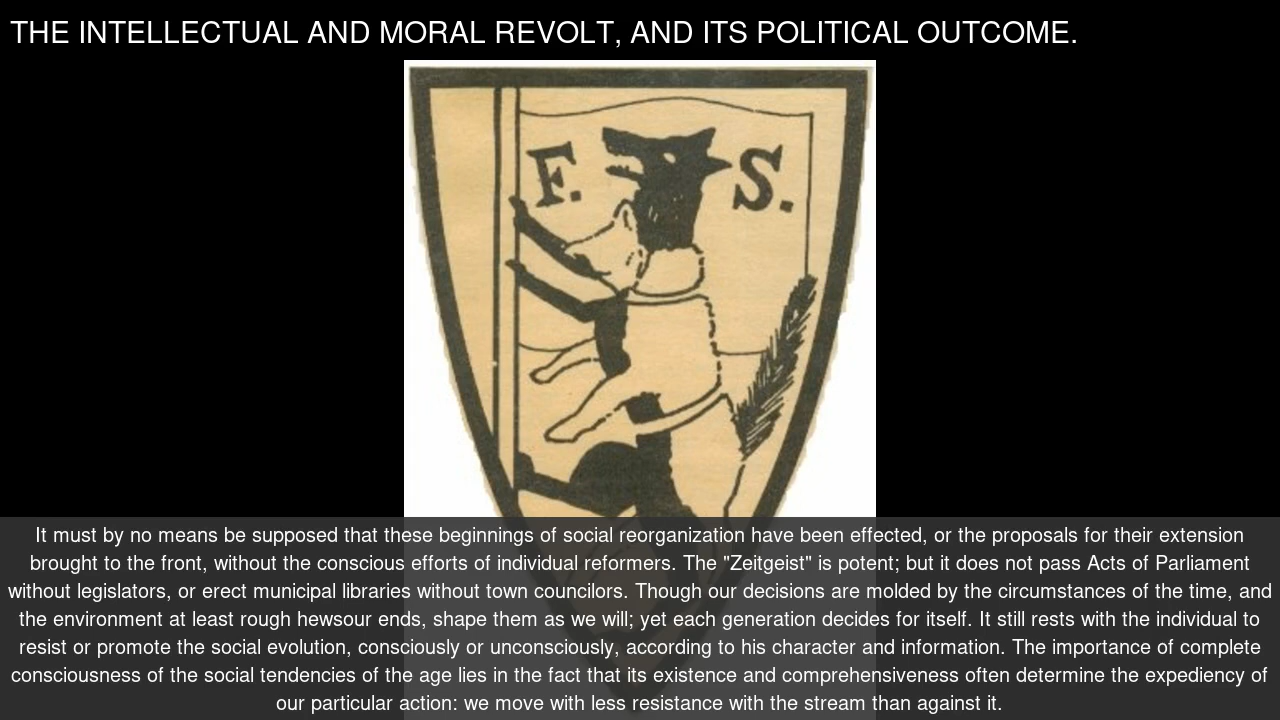 THE INTELLECTUAL AND MORAL REVOLT, AND ITS POLITICAL OUTCOME.
F. S.
It must by no means be supposed that these beginnings of social reorganization have been effected, or the proposals for their extension
brought to the front, without the conscious efforts of individual reformers. The "Zeitgeist" is potent; but it does not pass Acts of Parliament
without legislators, or erect municipal libraries without town councilors. Though our decisions are molded by the circumstances of the time, and
the environment at least rough hewsour ends, shape them as we will; yet each generation decides for itself. It still rests with the individual to
resist or promote the social evolution, consciously or unconsciously, according to his character and information. The importance of complete
consciousness of the social tendencies of the age lies in the fact that its existence and comprehensiveness often determine the expediency of
our particular action: we move with less resistance with the stream than against it.